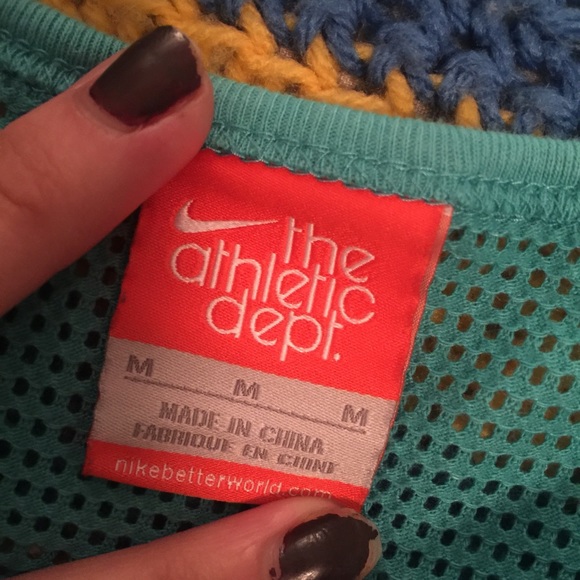 the
athletic
dept.
M M M
MADE IN CHINA
FABRIQUE EN CHINE
nikebetterworld.com